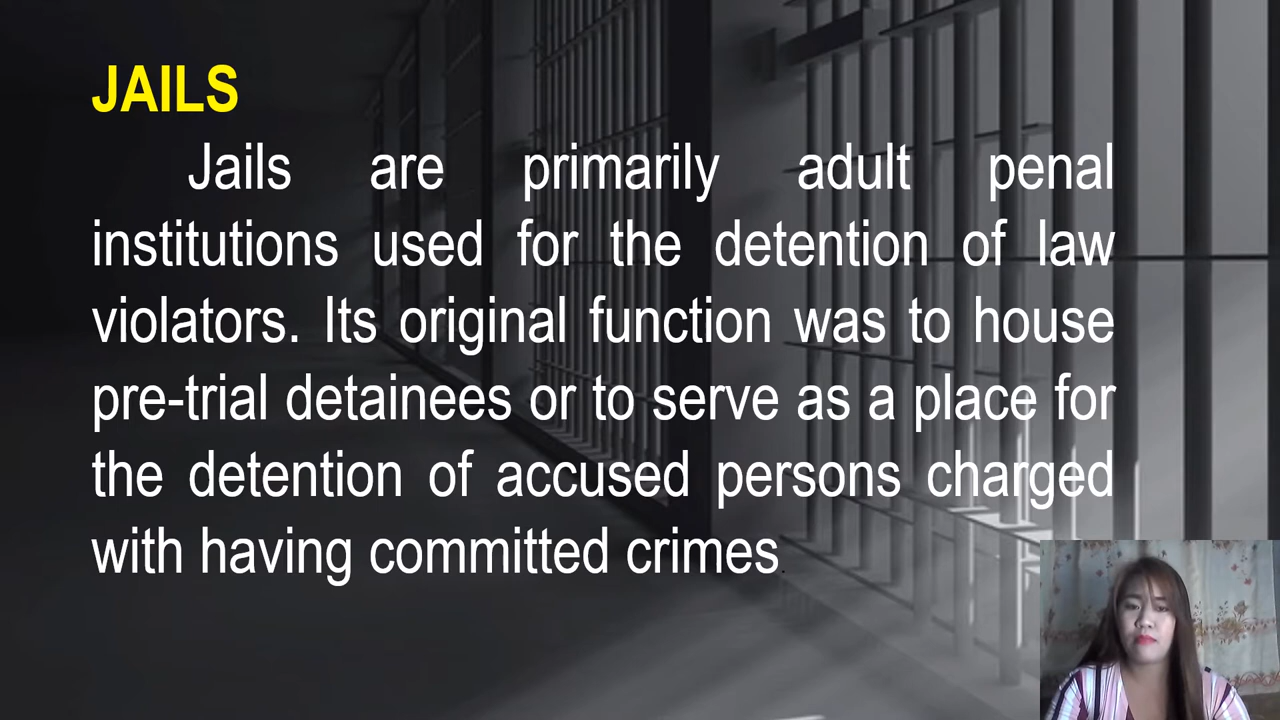 JAILS
Jails are primarily adult penal
institutions used for the detention of law
violators. Its original function was to house
pre-trial detainees or to serve as a place for
the detention of accused persons charged
with having committed crimes.